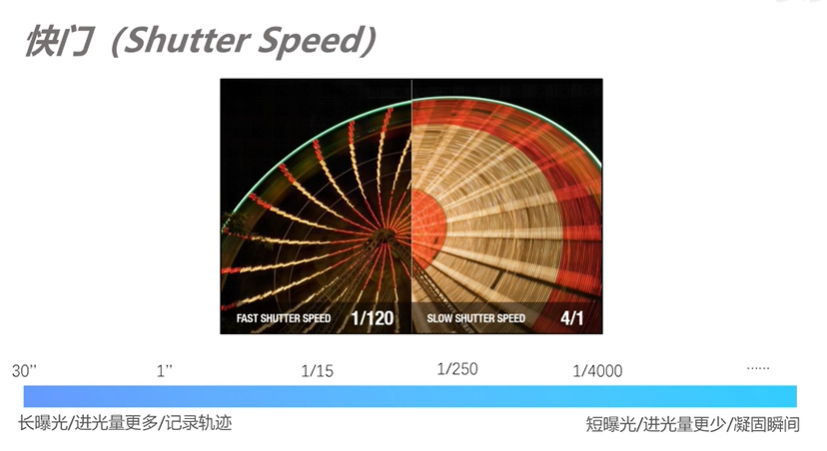 快门（Shutter Speed）
FAST SHUTTER SPEED 1/120
SLOW SHUTTER SPEED 4/1
30’’ 1’’ 1/15 1/250 1/4000 ……
长曝光/进光量更多/记录轨迹
短曝光/进光量更少/凝固瞬间